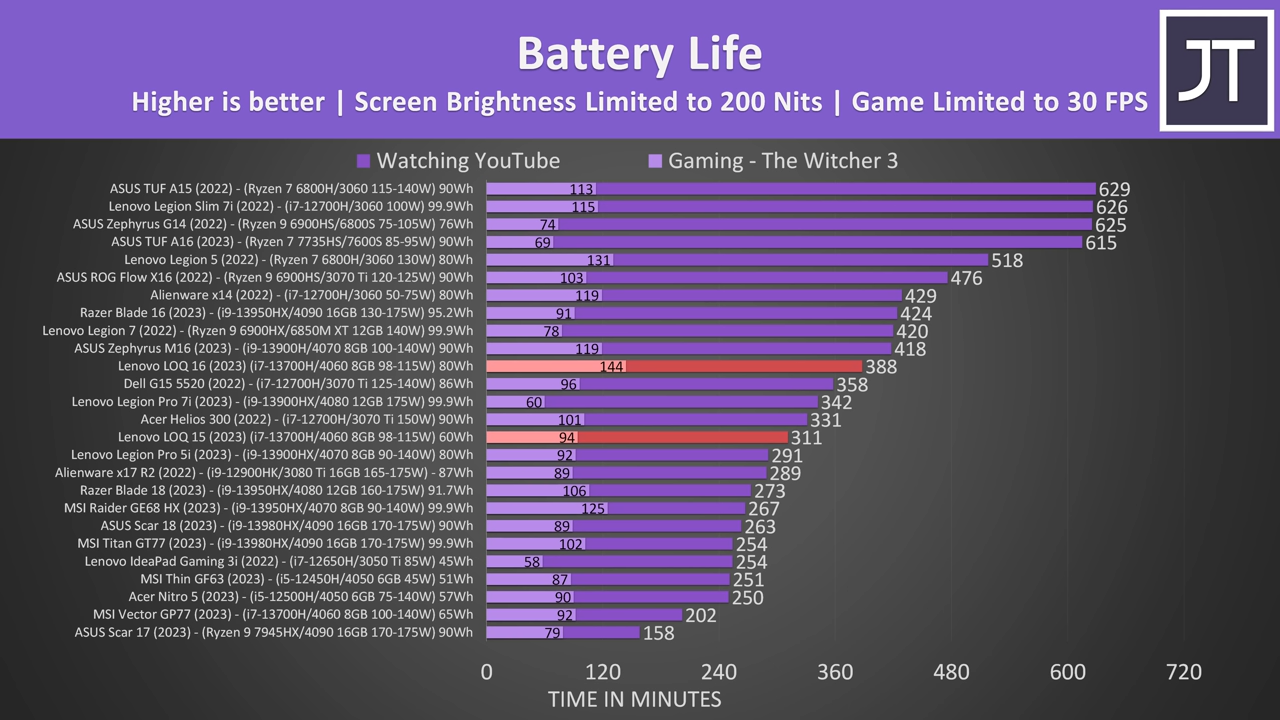 Battery Life
Higher is better | Screen Brightness Limited to 200 Nits | Game Limited to 30 FPS
JT
Watching YouTube Gaming - The Witcher 3
ASUS TUF A15 (2022) - (Ryzen 7 6800H/3060 115-140W) 90Wh 113 629
Lenovo Legion Slim 7i (2022) - (i7-12700H/3060 100W) 99.9Wh 115 626
ASUS Zephyrus G14 (2022) - (Ryzen 9 6900HS/6800S 75-105W) 76Wh 74 625
ASUS TUF A16 (2023) - (Ryzen 7 7735HS/7600S 85-95W) 90Wh 69 615
Lenovo Legion 5 (2022) - (Ryzen 7 6800H/3060 130W) 80Wh 131 518
ASUS ROG Flow X16 (2022) - (Ryzen 9 6900HS/3070 Ti 120-125W) 90Wh 103 476
Alienware x14 (2022) - (i7-12700H/3060 50-75W) 80Wh 119 429
Razer Blade 16 (2023) - (i9-13950HX/4090 16GB 130-175W) 95.2Wh 91 424
Lenovo Legion 7 (2022) - (Ryzen 9 6900HX/6850M XT 12GB 140W) 99.9Wh 78 420
ASUS Zephyrus M16 (2023) - (i9-13900H/4070 8GB 100-140W) 90Wh 119 418
Lenovo LOQ 16 (2023) (i7-13700H/4060 8GB 98-115W) 80Wh 144 388
Dell G15 5520 (2022) - (i7-12700H/3070 Ti 125-140W) 86Wh 96 358
Lenovo Legion Pro 7i (2023) - (i9-13900HX/4080 12GB 175W) 99.9Wh 60 342
Acer Helios 300 (2022) - (i7-12700H/3070 Ti 150W) 90Wh 101 331
Lenovo LOQ 15 (2023) (i7-13700H/4060 8GB 98-115W) 60Wh 94 311
Lenovo Legion Pro 5i (2023) - (i9-13900HX/4070 8GB 90-140W) 80Wh 92 291
Alienware x17 R2 (2022) - (i9-12900HK/3080 Ti 16GB 165-175W) - 87Wh 89 289
Razer Blade 18 (2023) - (i9-13950HX/4080 12GB 160-175W) 91.7Wh 106 273
MSI Raider GE68 HX (2023) - (i9-13950HX/4070 8GB 90-140W) 99.9Wh 125 267
ASUS Scar 18 (2023) - (i9-13980HX/4090 16GB 170-175W) 90Wh 89 263
MSI Titan GT77 (2023) - (i9-13980HX/4090 16GB 170-175W) 99.9Wh 102 254
Lenovo IdeaPad Gaming 3i (2022) - (i7-12650H/3050 Ti 85W) 45Wh 58 254
MSI Thin GF63 (2023) - (i5-12450H/4050 6GB 45W) 51Wh 87 251
Acer Nitro 5 (2023) - (i5-12500H/4050 6GB 75-140W) 57Wh 90 250
MSI Vector GP77 (2023) - (i7-13700H/4060 8GB 100-140W) 65Wh 92 202
ASUS Scar 17 (2023) - (Ryzen 9 7945HX/4090 16GB 170-175W) 90Wh 79 158
0 120 240 360 480 600 720
TIME IN MINUTES